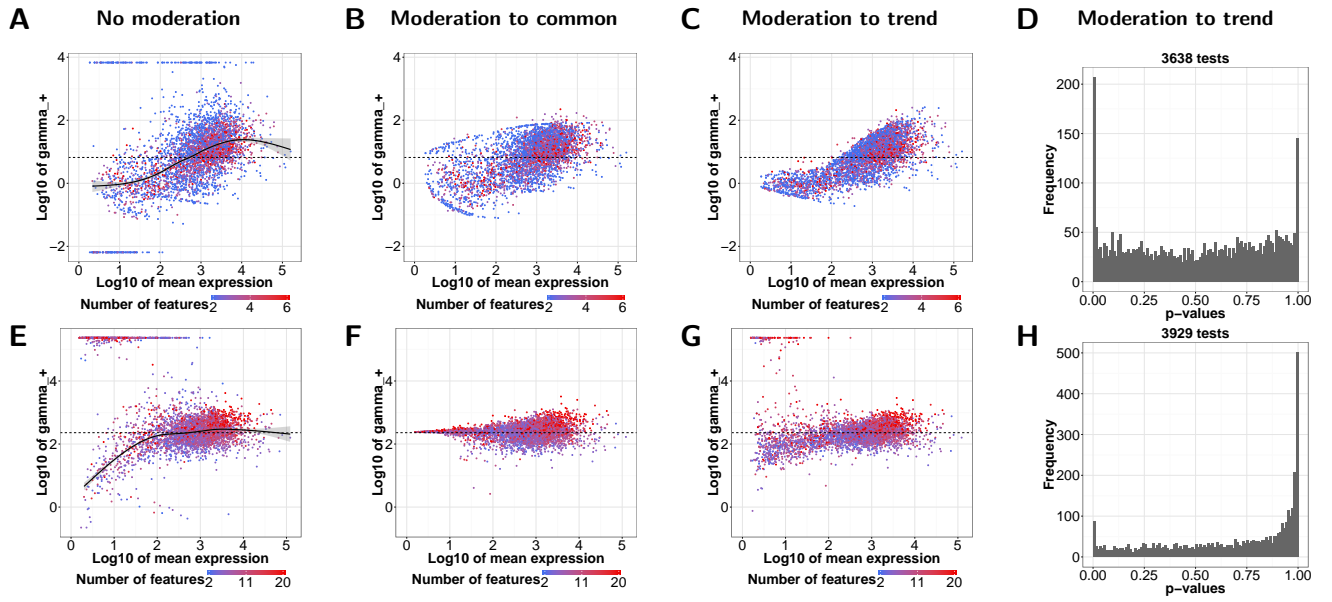 A No moderation B Moderation to common C Moderation to trend D Moderation to trend
Log10 of gamma_+
4
2
0
−2
0 1 2 3 4 5
Log10 of mean expression
Number of features 2 4 6
Log10 of gamma_+
4
2
0
−2
0 1 2 3 4 5
Log10 of mean expression
Number of features 2 4 6
Log10 of gamma_+
4
2
0
−2
0 1 2 3 4 5
Log10 of mean expression
Number of features 2 4 6
3638 tests
Frequency
200
150
100
50
0
0.00 0.25 0.50 0.75 1.00
p−values
E
Log10 of gamma_+
4
2
0
0 1 2 3 4 5
Log10 of mean expression
Number of features 2 11 20
F
Log10 of gamma_+
4
2
0
0 1 2 3 4 5
Log10 of mean expression
Number of features 2 11 20
G
Log10 of gamma_+
4
2
0
0 1 2 3 4 5
Log10 of mean expression
Number of features 2 11 20
H
3929 tests
Frequency
500
400
300
200
100
0
0.00 0.25 0.50 0.75 1.00
p−values